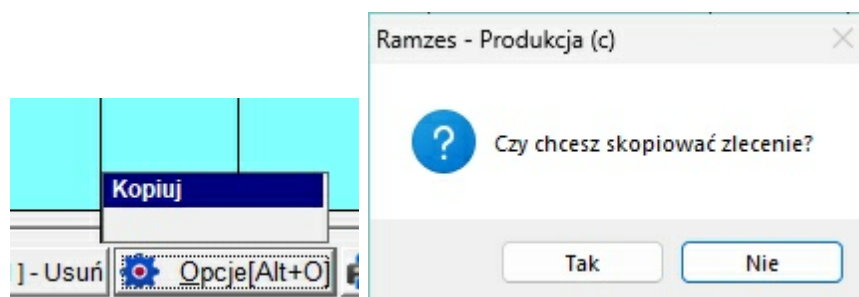 Ramzes - Produkcja (c)
Czy chcesz skopiować zlecenie?
Tak
Nie
Kopiuj
] - Usuń
Opcje[Alt+O]